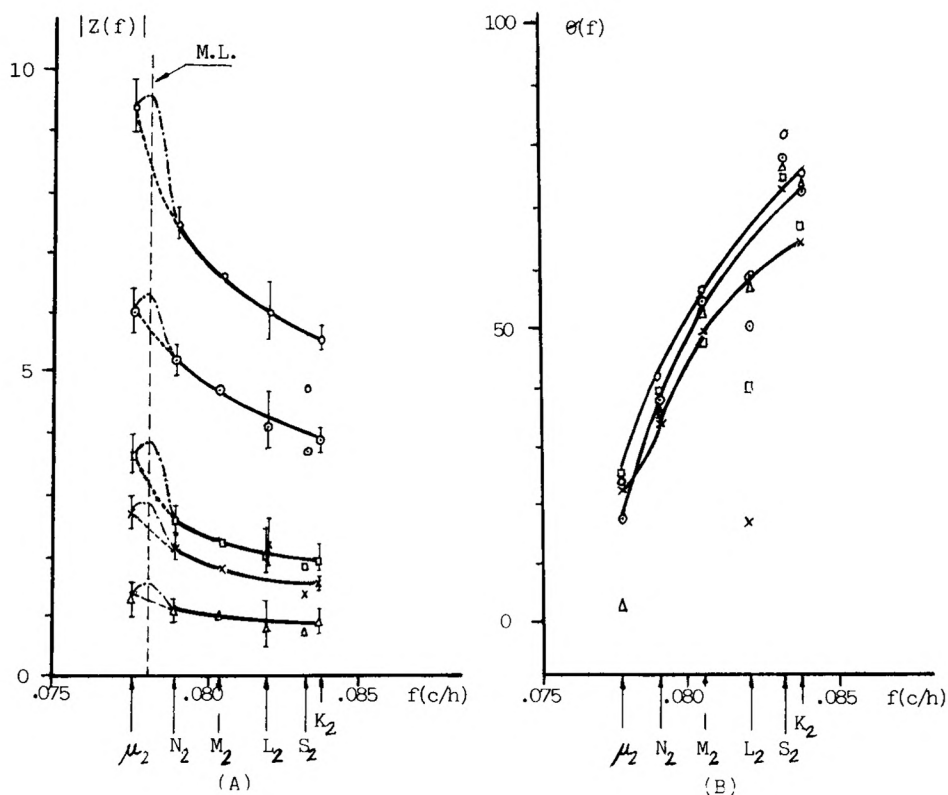 |Z(f)|
M.L.
10
5
0
.075
.080
.085
f(c/h)
μ2
N2
M2
L2
S2
K2
(A)
Θ(f)
100
50
0
.075
.080
.085
f(c/h)
μ2
N2
M2
L2
S2
K2
(B)